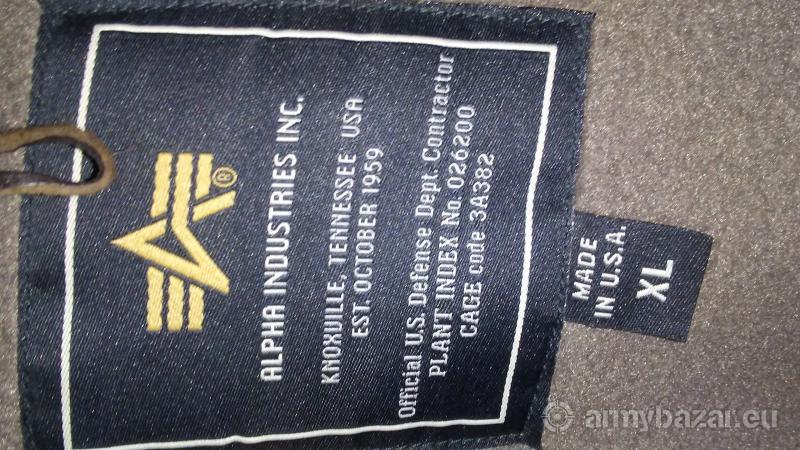 ®
ALPHA INDUSTRIES INC.
KNOXVILLE, TENNESSEE USA
EST. OCTOBER 1959
Official U.S. Defense Dept. Contractor
PLANT INDEX No. 026200
CAGE code 3A382
MADE
IN U.S.A.
XL
armybazar.eu